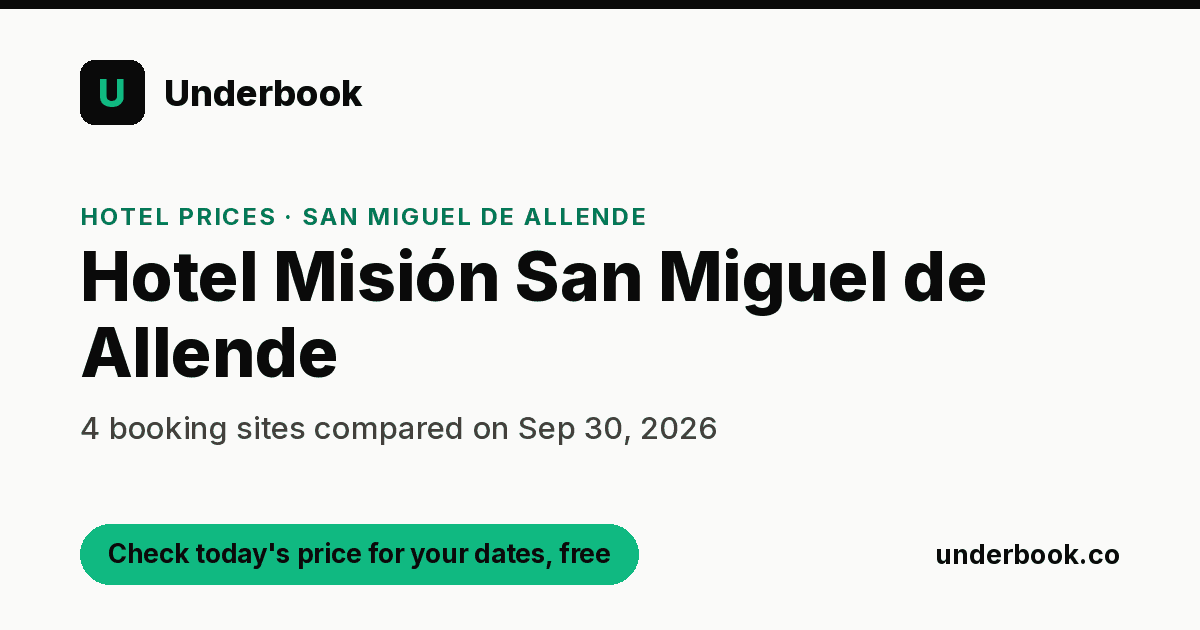 U Underbook
HOTEL PRICES · SAN MIGUEL DE ALLENDE
Hotel Misión San Miguel de
Allende
4 booking sites compared on Sep 30, 2026
Check today's price for your dates, free
underbook.co